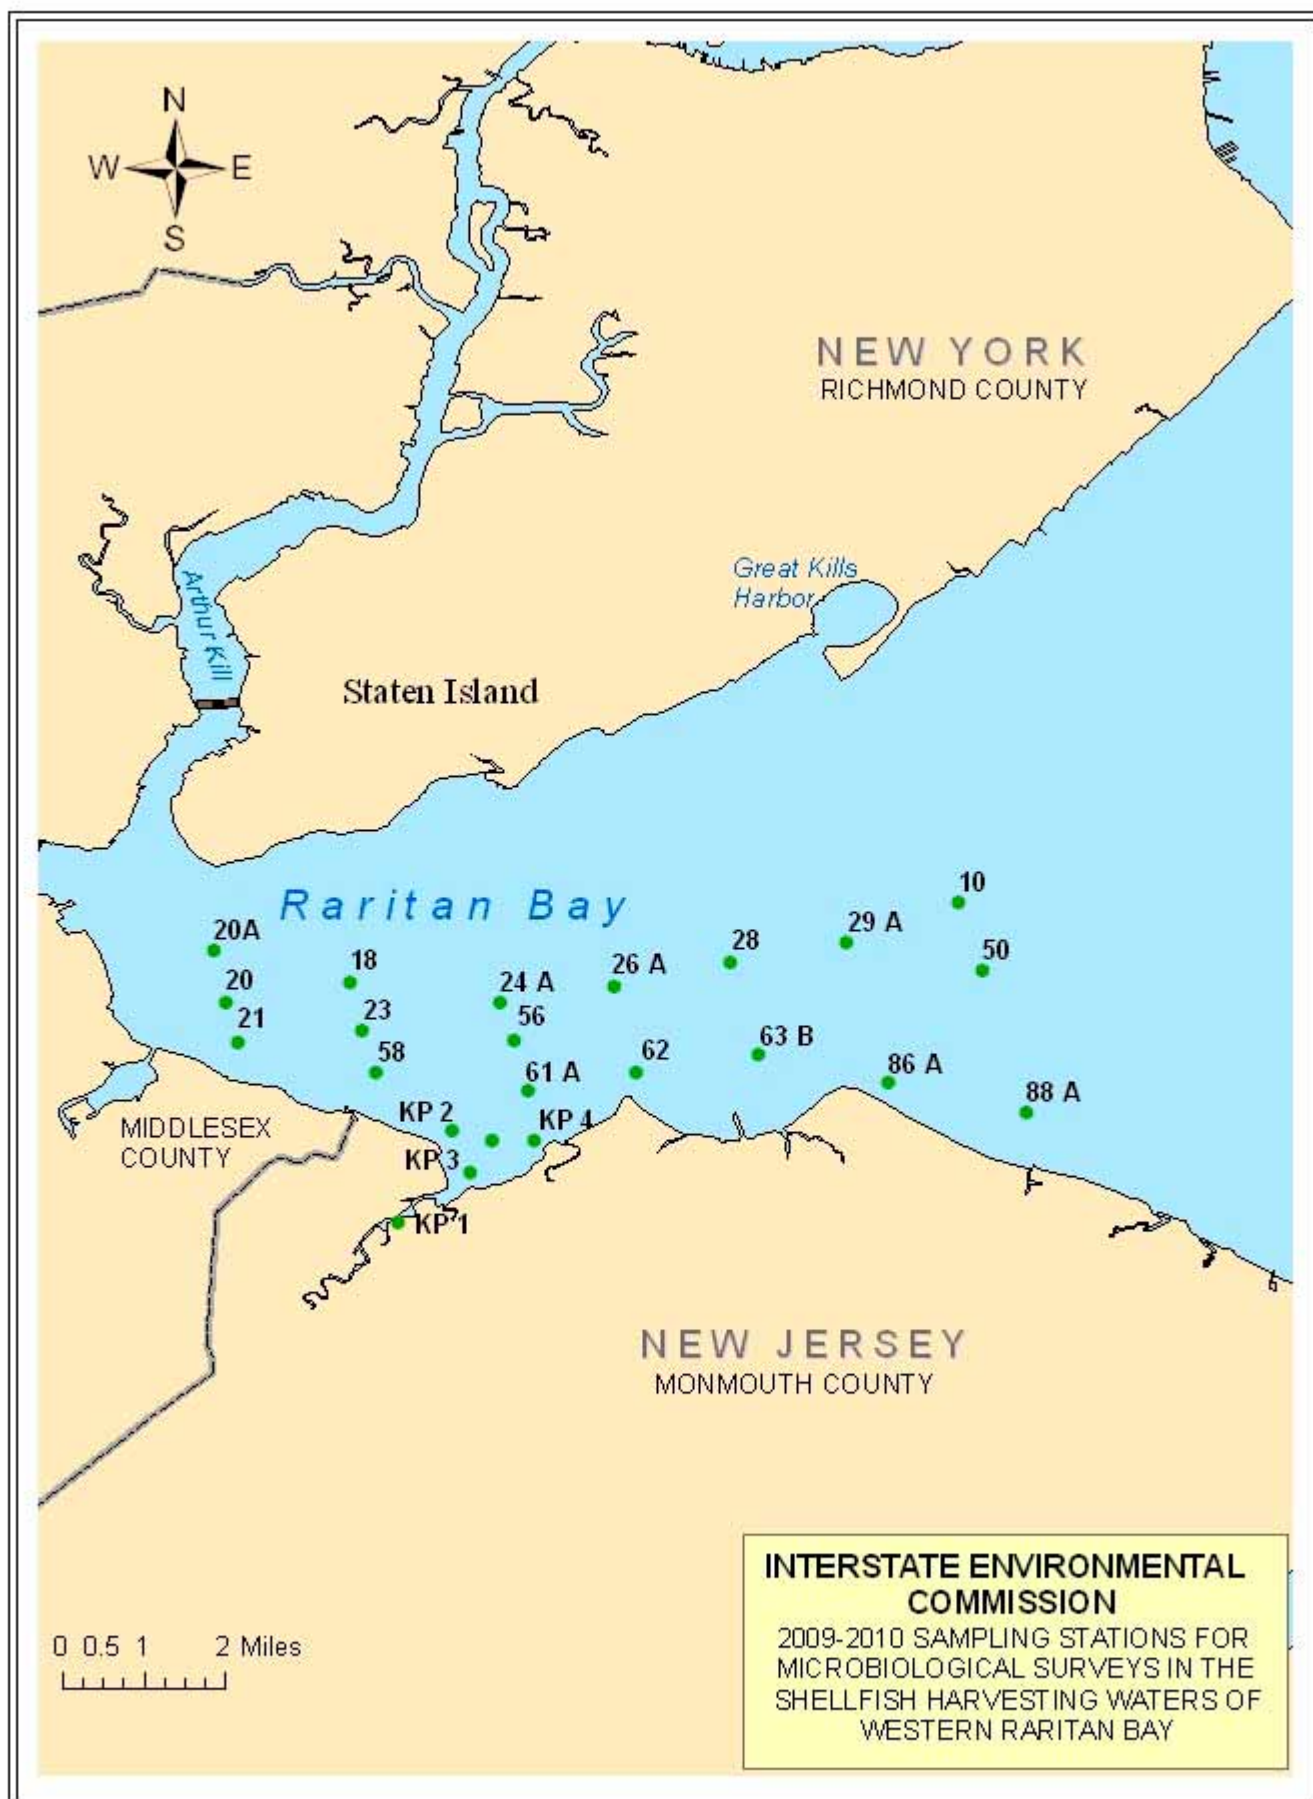 N
W E
S
NEW YORK
RICHMOND COUNTY
Great Kills
Harbor
Arthur Kill
Staten Island
Raritan Bay
10
20A
29 A
28
50
18
26 A
20
24 A
21
23
56
63 B
58
62
61 A
86 A
88 A
KP 2
KP 4
MIDDLESEX
COUNTY
KP 3
KP 1
NEW JERSEY
MONMOUTH COUNTY
INTERSTATE ENVIRONMENTAL
COMMISSION
2009-2010 SAMPLING STATIONS FOR
MICROBIOLOGICAL SURVEYS IN THE
SHELLFISH HARVESTING WATERS OF
WESTERN RARITAN BAY
0 0.5 1 2 Miles